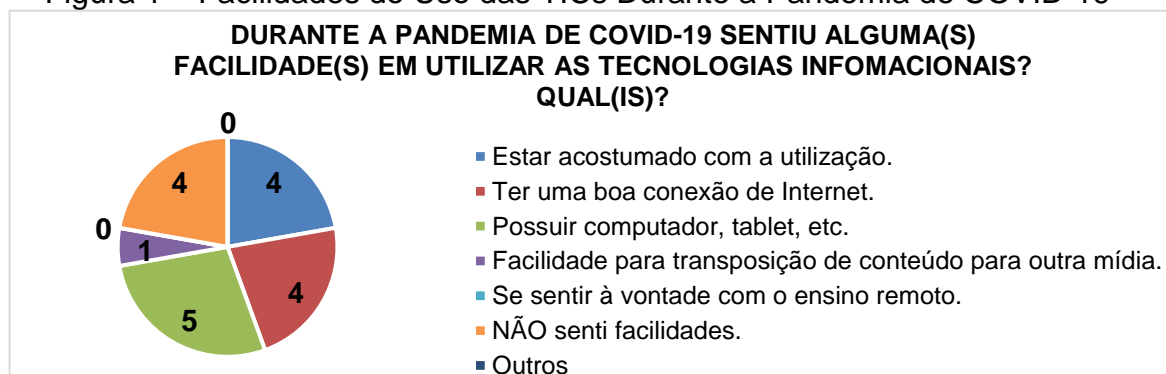 DURANTE A PANDEMIA DE COVID-19 SENTIU ALGUMA(S)
FACILIDADE(S) EM UTILIZAR AS TECNOLOGIAS INFOMACIONAIS?
QUAL(IS)?
0
4
4
0
1
5
4
Estar acostumado com a utilização.
Ter uma boa conexão de Internet.
Possuir computador, tablet, etc.
Facilidade para transposição de conteúdo para outra mídia.
Se sentir à vontade com o ensino remoto.
NÃO senti facilidades.
Outros